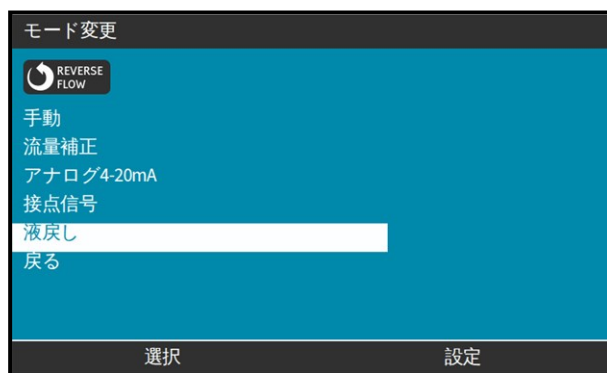 モード変更
REVERSE
FLOW
手動
流量補正
アナログ4-20mA
接点信号
液戻し
戻る
選択 設定